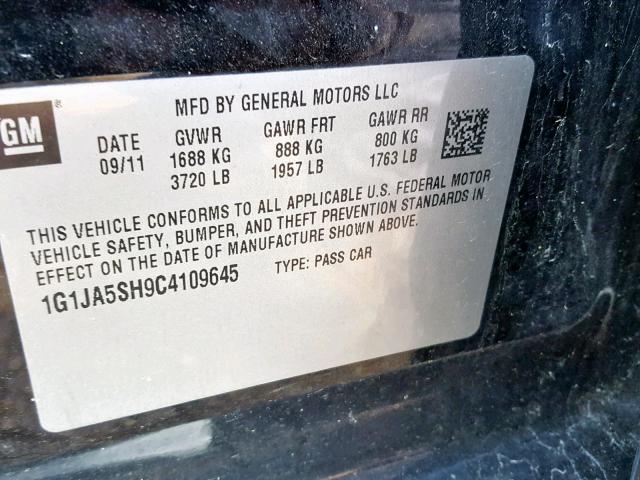 GM ®
MFD BY GENERAL MOTORS LLC
DATE GVWR GAWR FRT GAWR RR
09/11 1688 KG 888 KG 800 KG
3720 LB 1957 LB 1763 LB
THIS VEHICLE CONFORMS TO ALL APPLICABLE U.S. FEDERAL MOTOR
VEHICLE SAFETY, BUMPER, AND THEFT PREVENTION STANDARDS IN
EFFECT ON THE DATE OF MANUFACTURE SHOWN ABOVE.
1G1JA5SH9C4109645 TYPE: PASS CAR